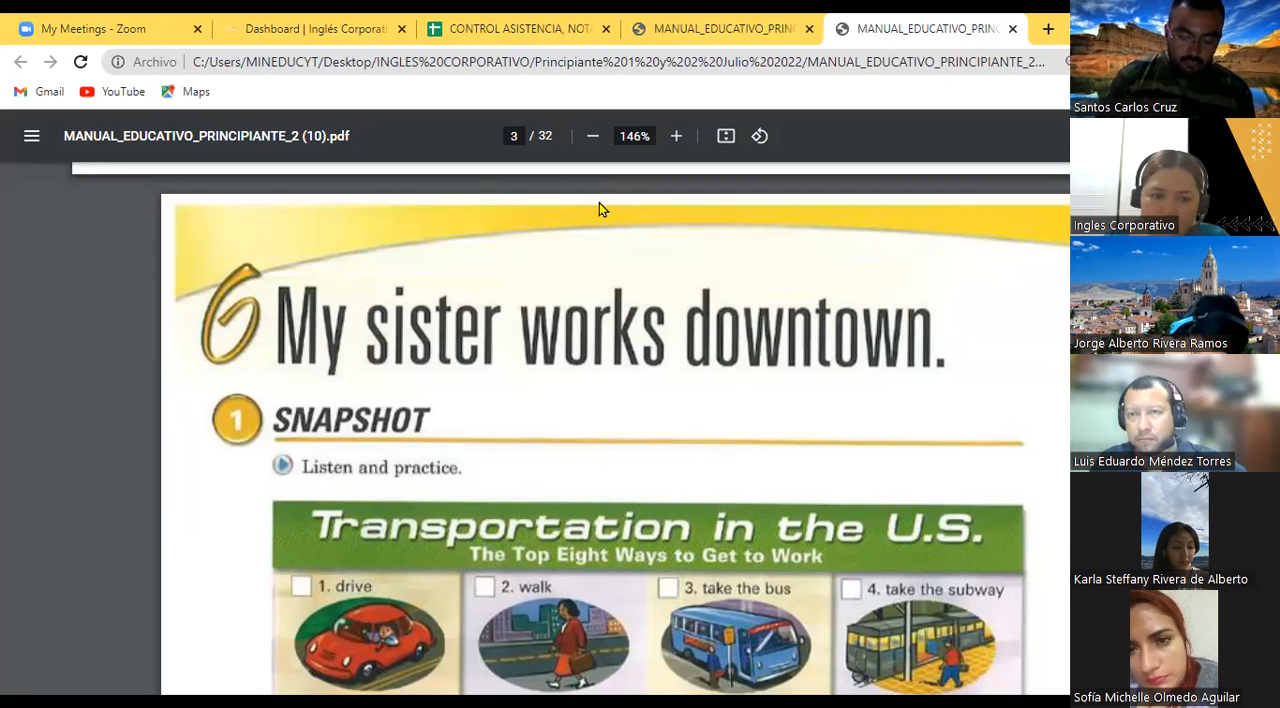 My Meetings - Zoom
Dashboard | Inglés Corporati
CONTROL ASISTENCIA, NOTA
MANUAL_EDUCATIVO_PRINC
MANUAL_EDUCATIVO_PRINC
Archivo
C:/Users/MINEDUCYT/Desktop/INGLES%20CORPORATIVO/Principiante%201%20y%202%20Julio%202022/MANUAL_EDUCATIVO_PRINCIPIANTE_2...
Gmail
YouTube
Maps
MANUAL_EDUCATIVO_PRINCIPIANTE_2 (10).pdf
3 / 32
146%
6 My sister works downtown.
1 SNAPSHOT
Listen and practice.
Transportation in the U.S.
The Top Eight Ways to Get to Work
1. drive
2. walk
3. take the bus
4. take the subway
Santos Carlos Cruz
Ingles Corporativo
Jorge Alberto Rivera Ramos
Luis Eduardo Méndez Torres
Karla Steffany Rivera de Alberto
Sofía Michelle Olmedo Aguilar